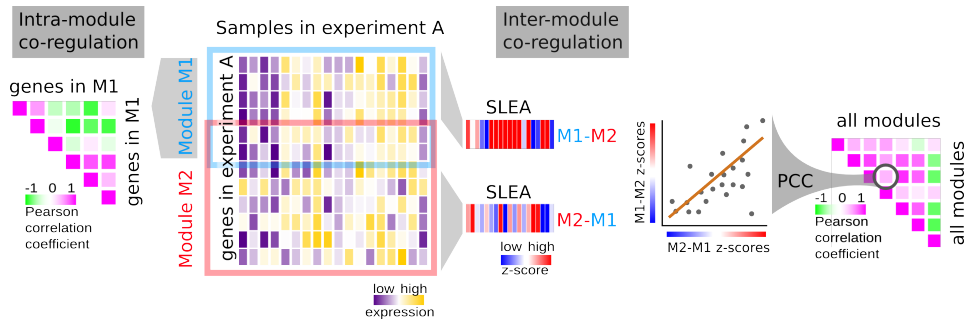 Intra-module
co-regulation
genes in M1
genes in M1
-1 0 1
Pearson
correlation
coefficient
Samples in experiment A
Module M1
Module M2
genes in experiment A
low high
expression
Inter-module
co-regulation
SLEA
M1-M2
SLEA
M2-M1
low high
z-score
M1-M2 z-scores
M2-M1 z-scores
PCC
all modules
all modules
-1 0 1
Pearson
correlation
coefficient